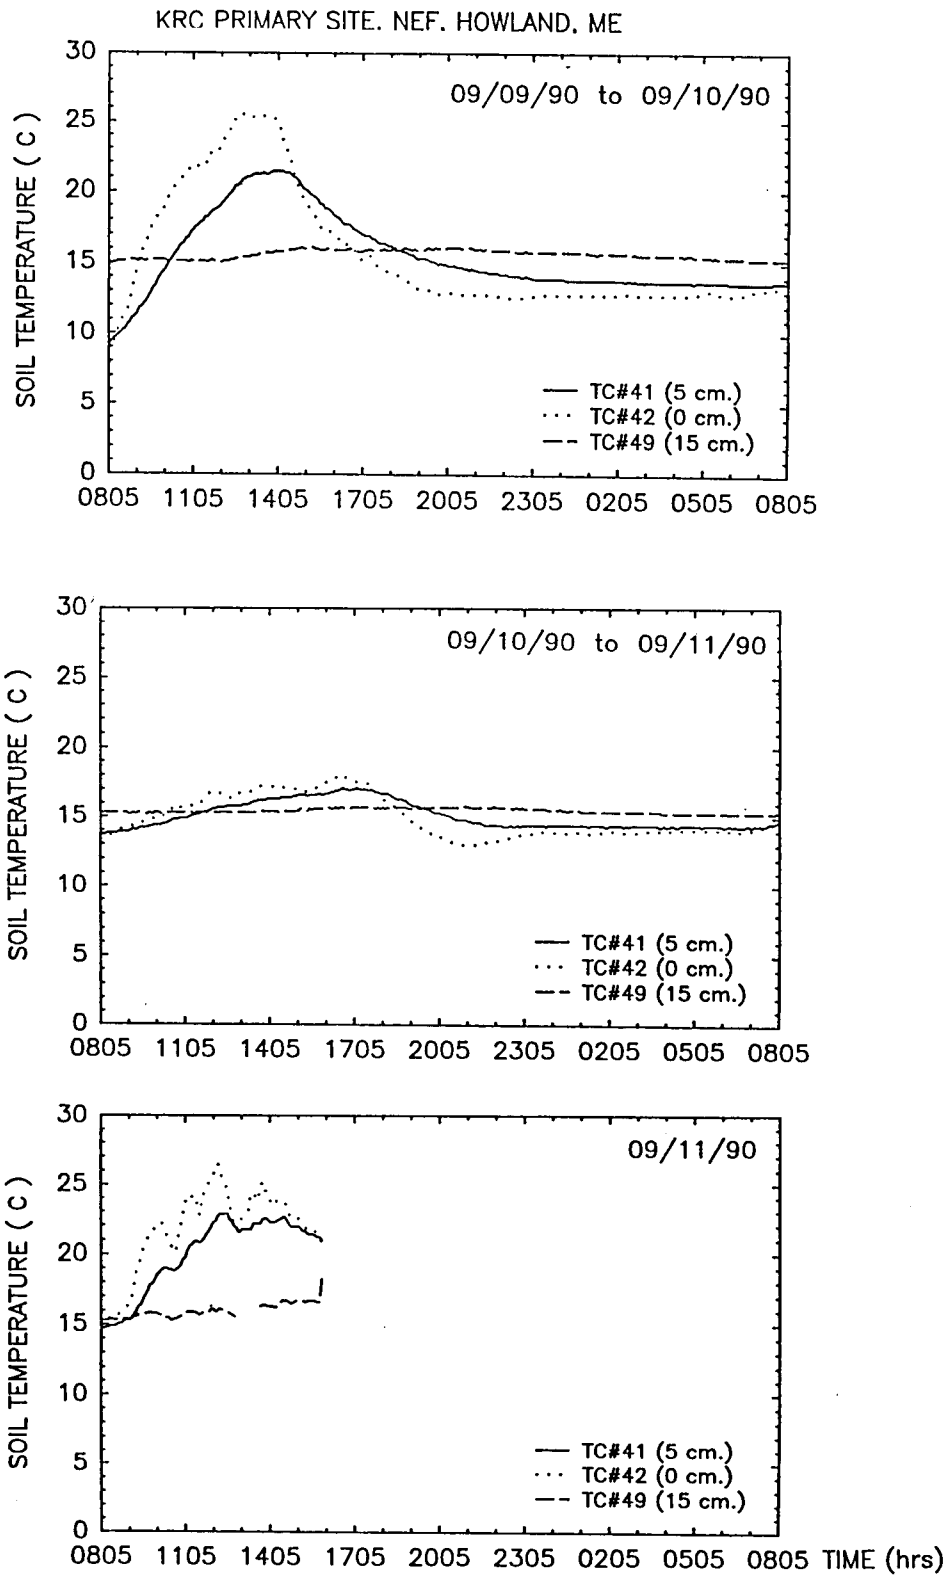 KRC PRIMARY SITE. NEF. HOWLAND, ME
30
09/09/90 to 09/10/90
25
20
15
10
5
0
SOIL TEMPERATURE ( C )
TC#41 (5 cm.)
TC#42 (0 cm.)
TC#49 (15 cm.)
0805 1105 1405 1705 2005 2305 0205 0505 0805
30
09/10/90 to 09/11/90
25
20
15
10
5
0
SOIL TEMPERATURE ( C )
TC#41 (5 cm.)
TC#42 (0 cm.)
TC#49 (15 cm.)
0805 1105 1405 1705 2005 2305 0205 0505 0805
30
09/11/90
25
20
15
10
5
0
SOIL TEMPERATURE ( C )
TC#41 (5 cm.)
TC#42 (0 cm.)
TC#49 (15 cm.)
0805 1105 1405 1705 2005 2305 0205 0505 0805 TIME (hrs)